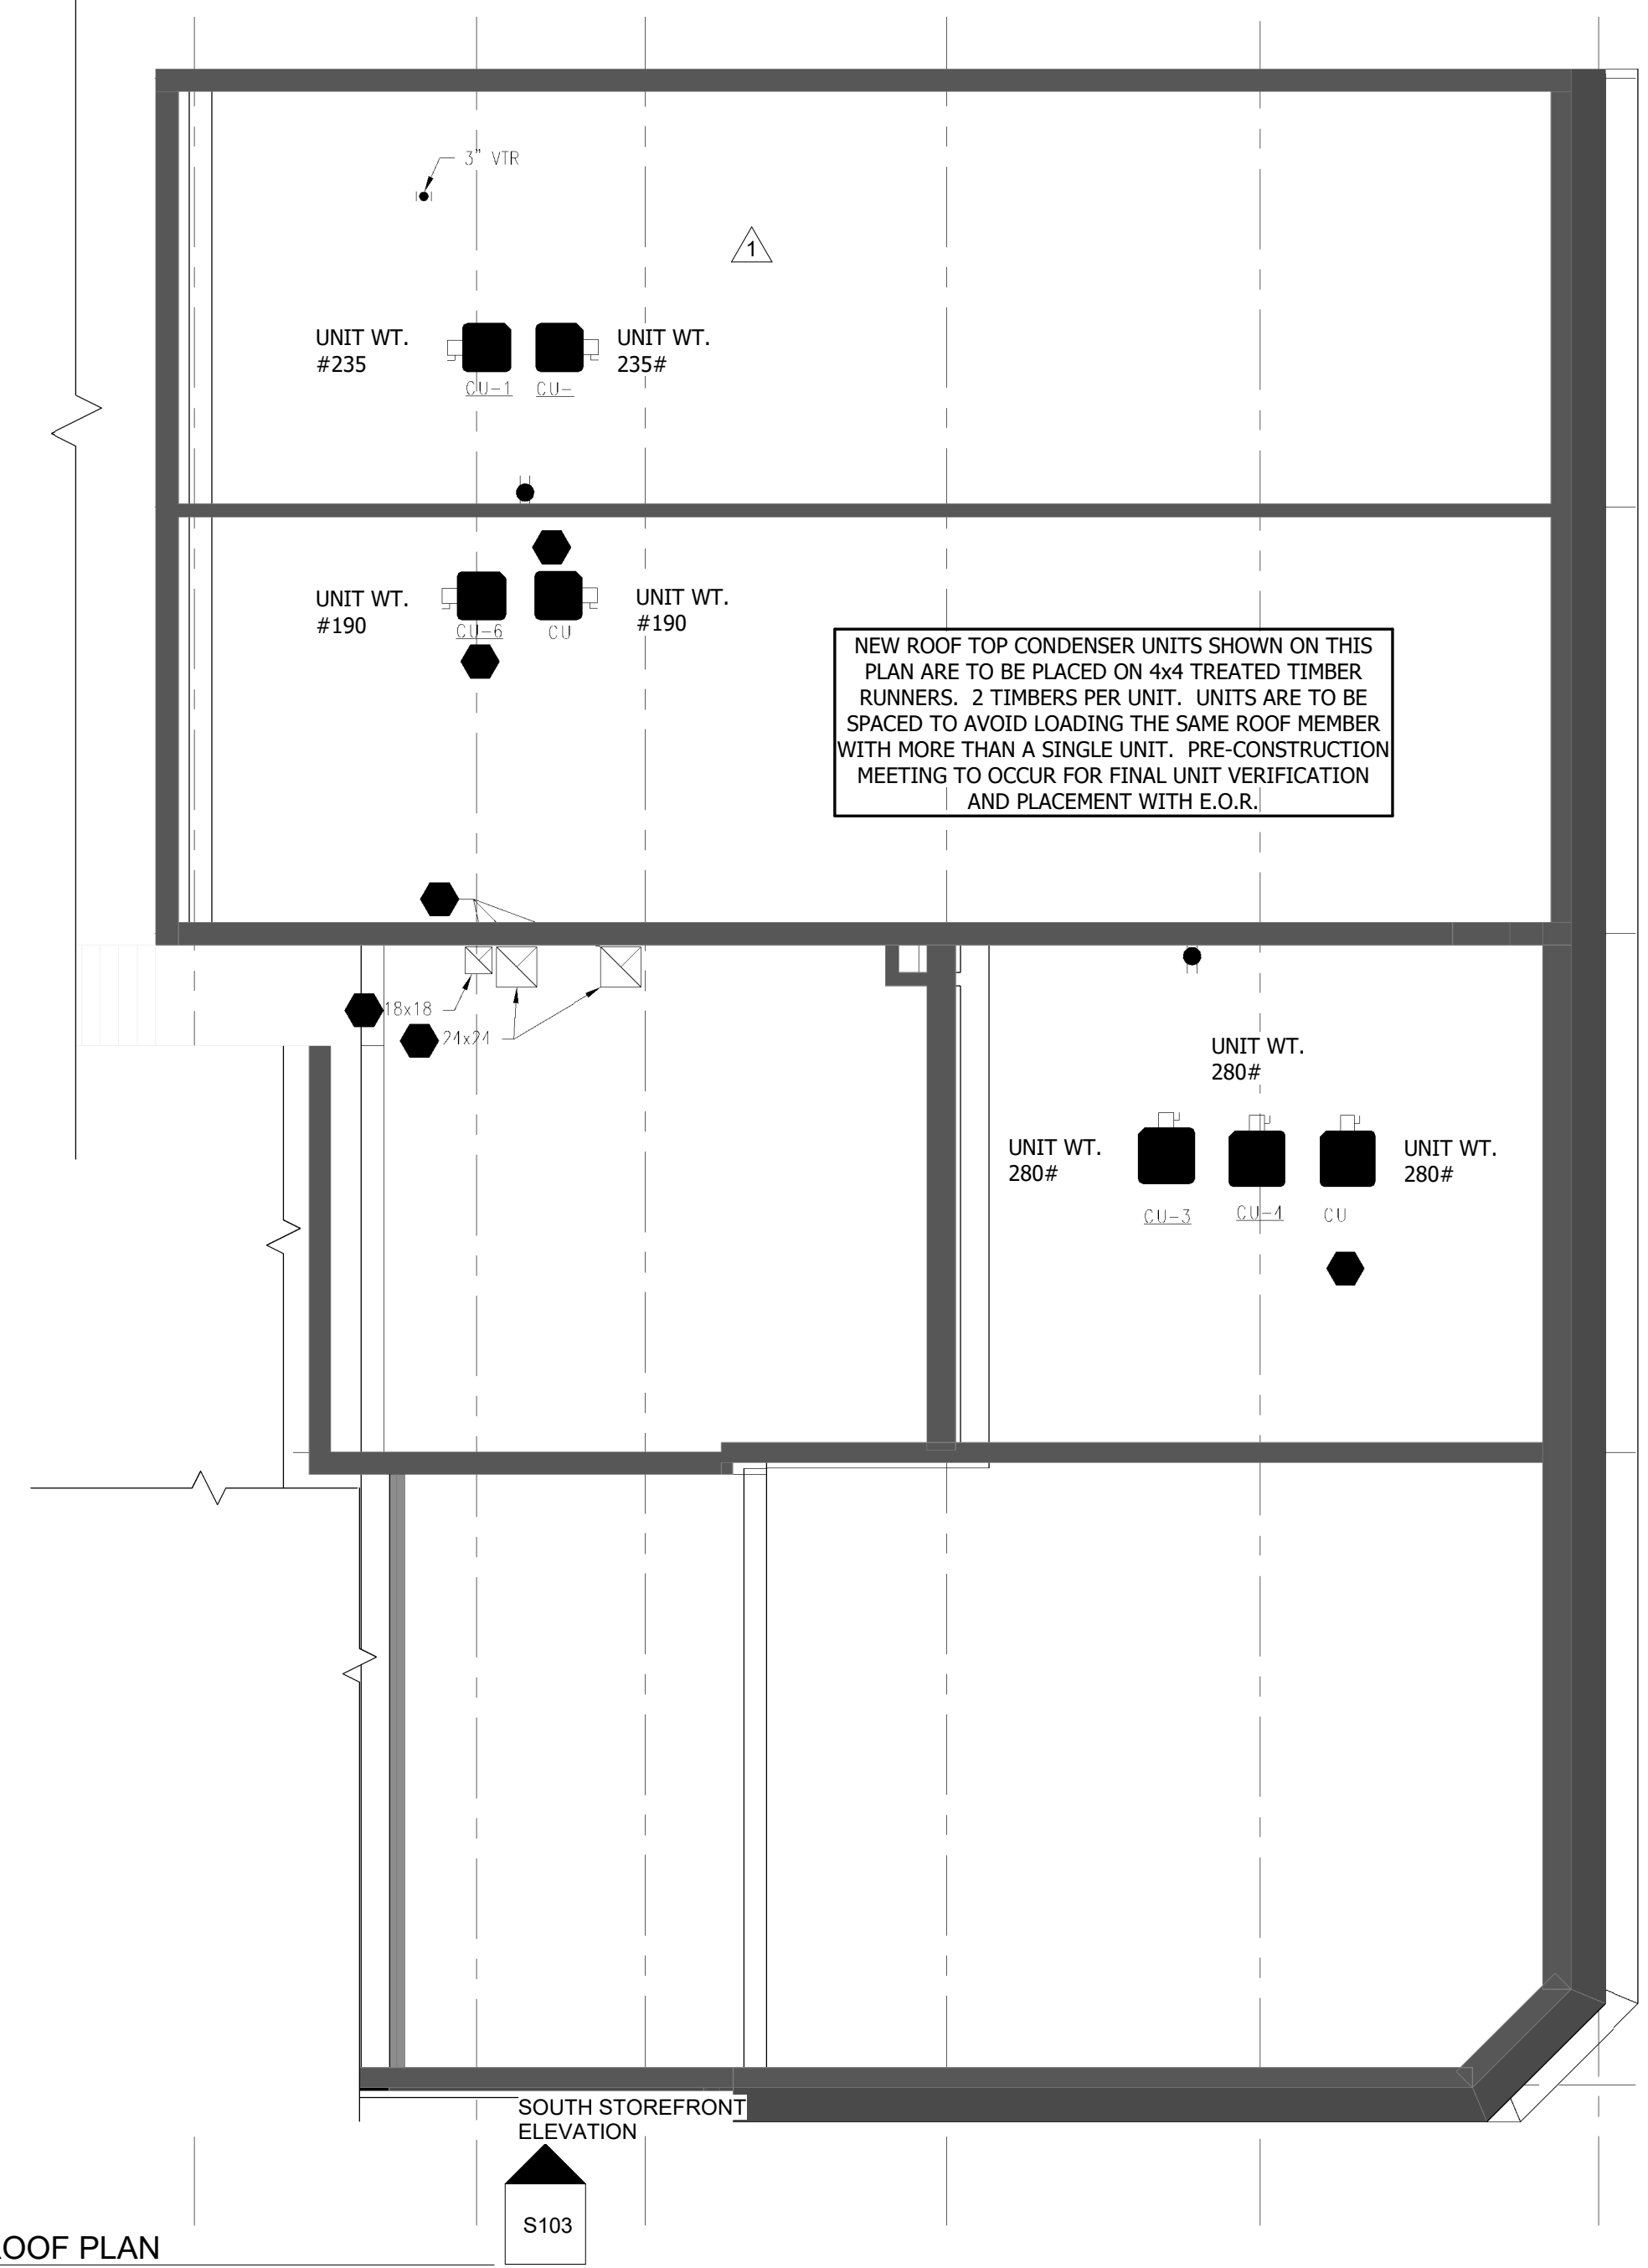 3" VTR
1
UNIT WT.
#235
UNIT WT.
235#
CU-1
CU-
UNIT WT.
#190
UNIT WT.
#190
CU-6
CU
NEW ROOF TOP CONDENSER UNITS SHOWN ON THIS
PLAN ARE TO BE PLACED ON 4x4 TREATED TIMBER
RUNNERS. 2 TIMBERS PER UNIT. UNITS ARE TO BE
SPACED TO AVOID LOADING THE SAME ROOF MEMBER
WITH MORE THAN A SINGLE UNIT. PRE-CONSTRUCTION
MEETING TO OCCUR FOR FINAL UNIT VERIFICATION
AND PLACEMENT WITH E.O.R.
18x18
24x24
UNIT WT.
280#
UNIT WT.
280#
UNIT WT.
280#
CU-3
CU-4
CU
SOUTH STOREFRONT
ELEVATION
S103
OOF PLAN